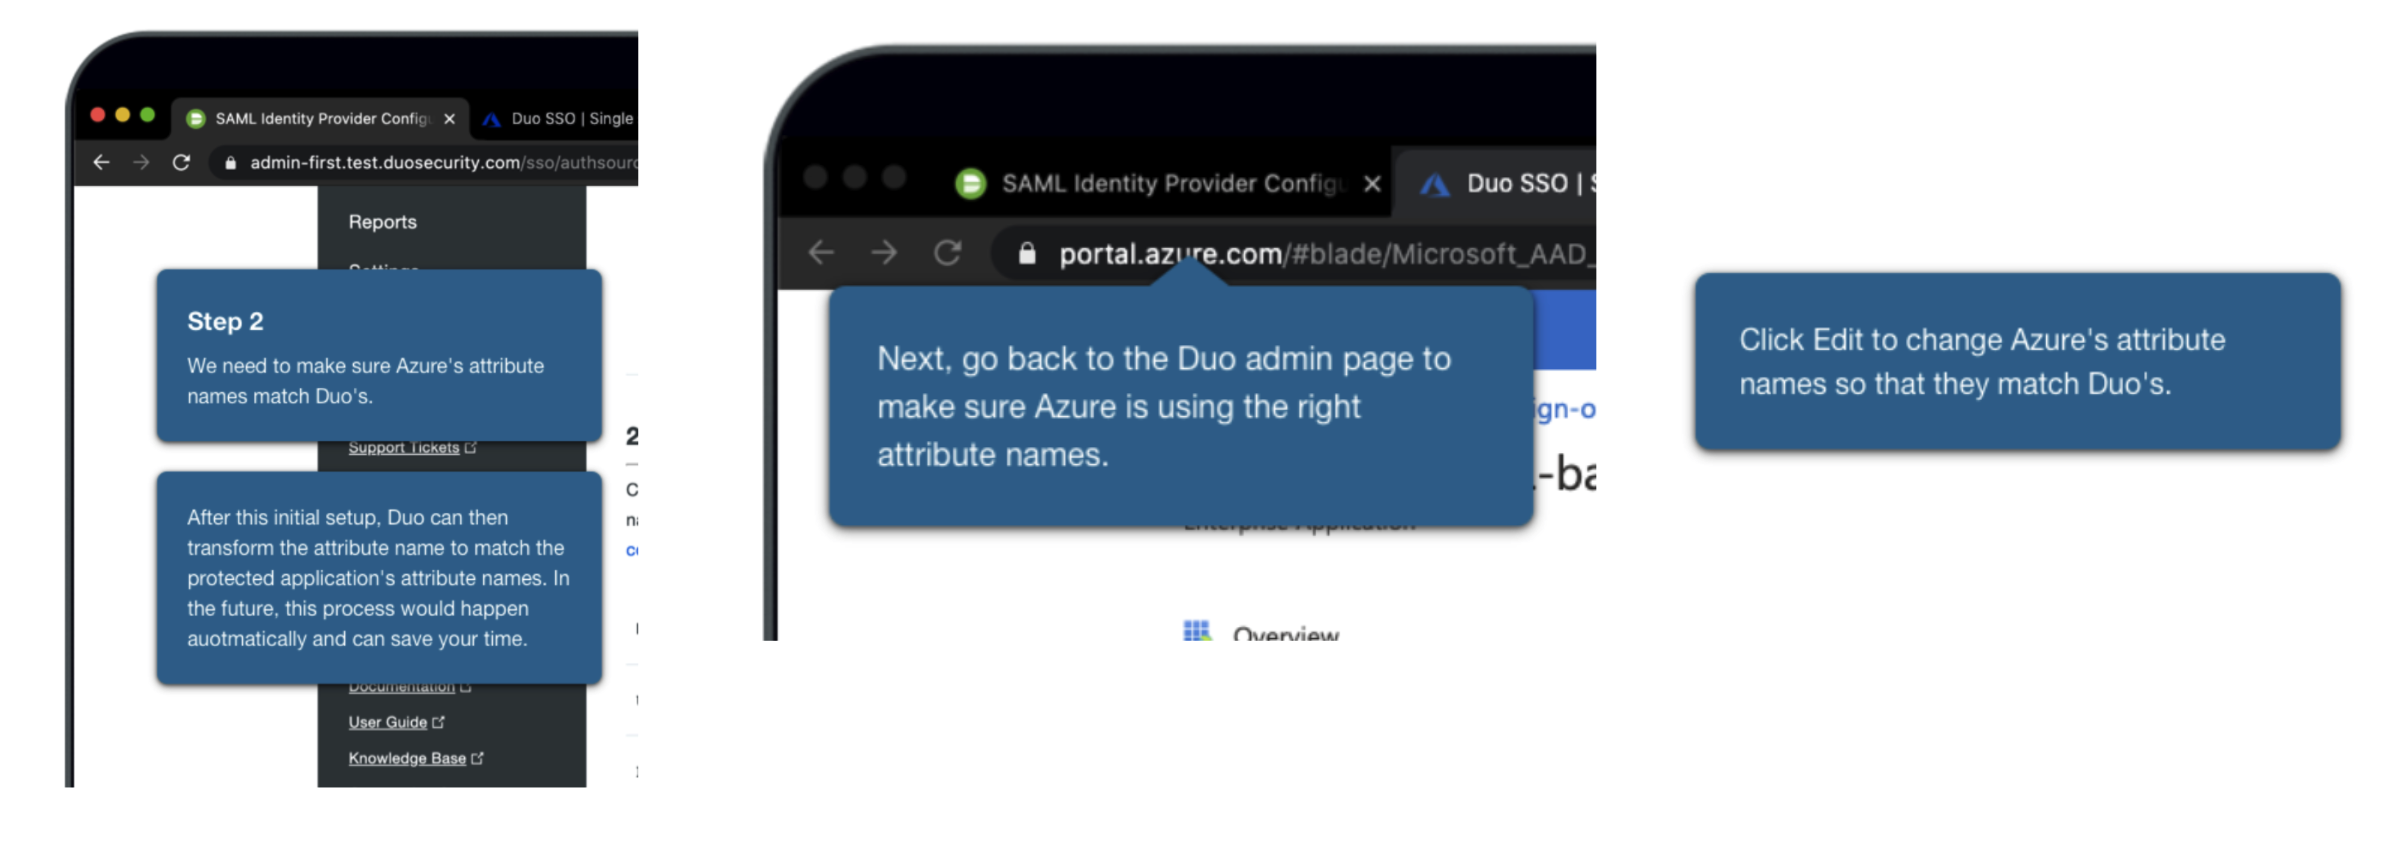 SAML Identity Provider Config
Duo SSO | Single
admin-first.test.duosecurity.com/sso/authsourc
Reports
Settings
Step 2
We need to make sure Azure's attribute
names match Duo's.
Support Tickets
2
C
After this initial setup, Duo can then
transform the attribute name to match the
protected application's attribute names. In
the future, this process would happen
auotmatically and can save your time.
Documentation
User Guide
Knowledge Base
SAML Identity Provider Config
Duo SSO | S
portal.azure.com/#blade/Microsoft_AAD_
Next, go back to the Duo admin page to
make sure Azure is using the right
attribute names.
ign-o
-ba
Enterprise Application
Overview
Click Edit to change Azure's attribute
names so that they match Duo's.